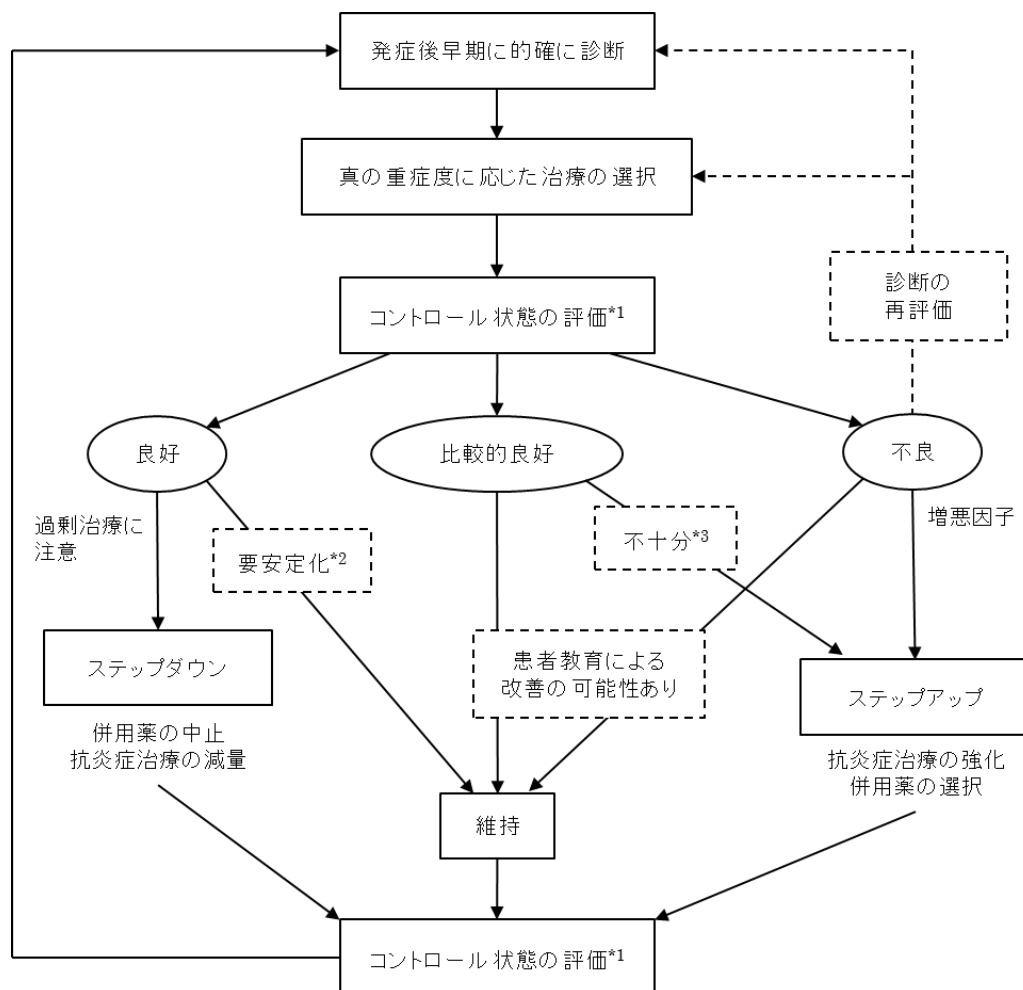 発症後早期に的確に診断
真の重症度に応じた治療の選択
診断の
再評価
コントロール状態の評価*1
良好
比較的良好
不良
過剰治療に
注意
要安定化*2
不十分*3
増悪因子
ステップダウン
患者教育による
改善の可能性あり
ステップアップ
併用薬の中止
抗炎症治療の減量
抗炎症治療の強化
併用薬の選択
維持
コントロール状態の評価*1